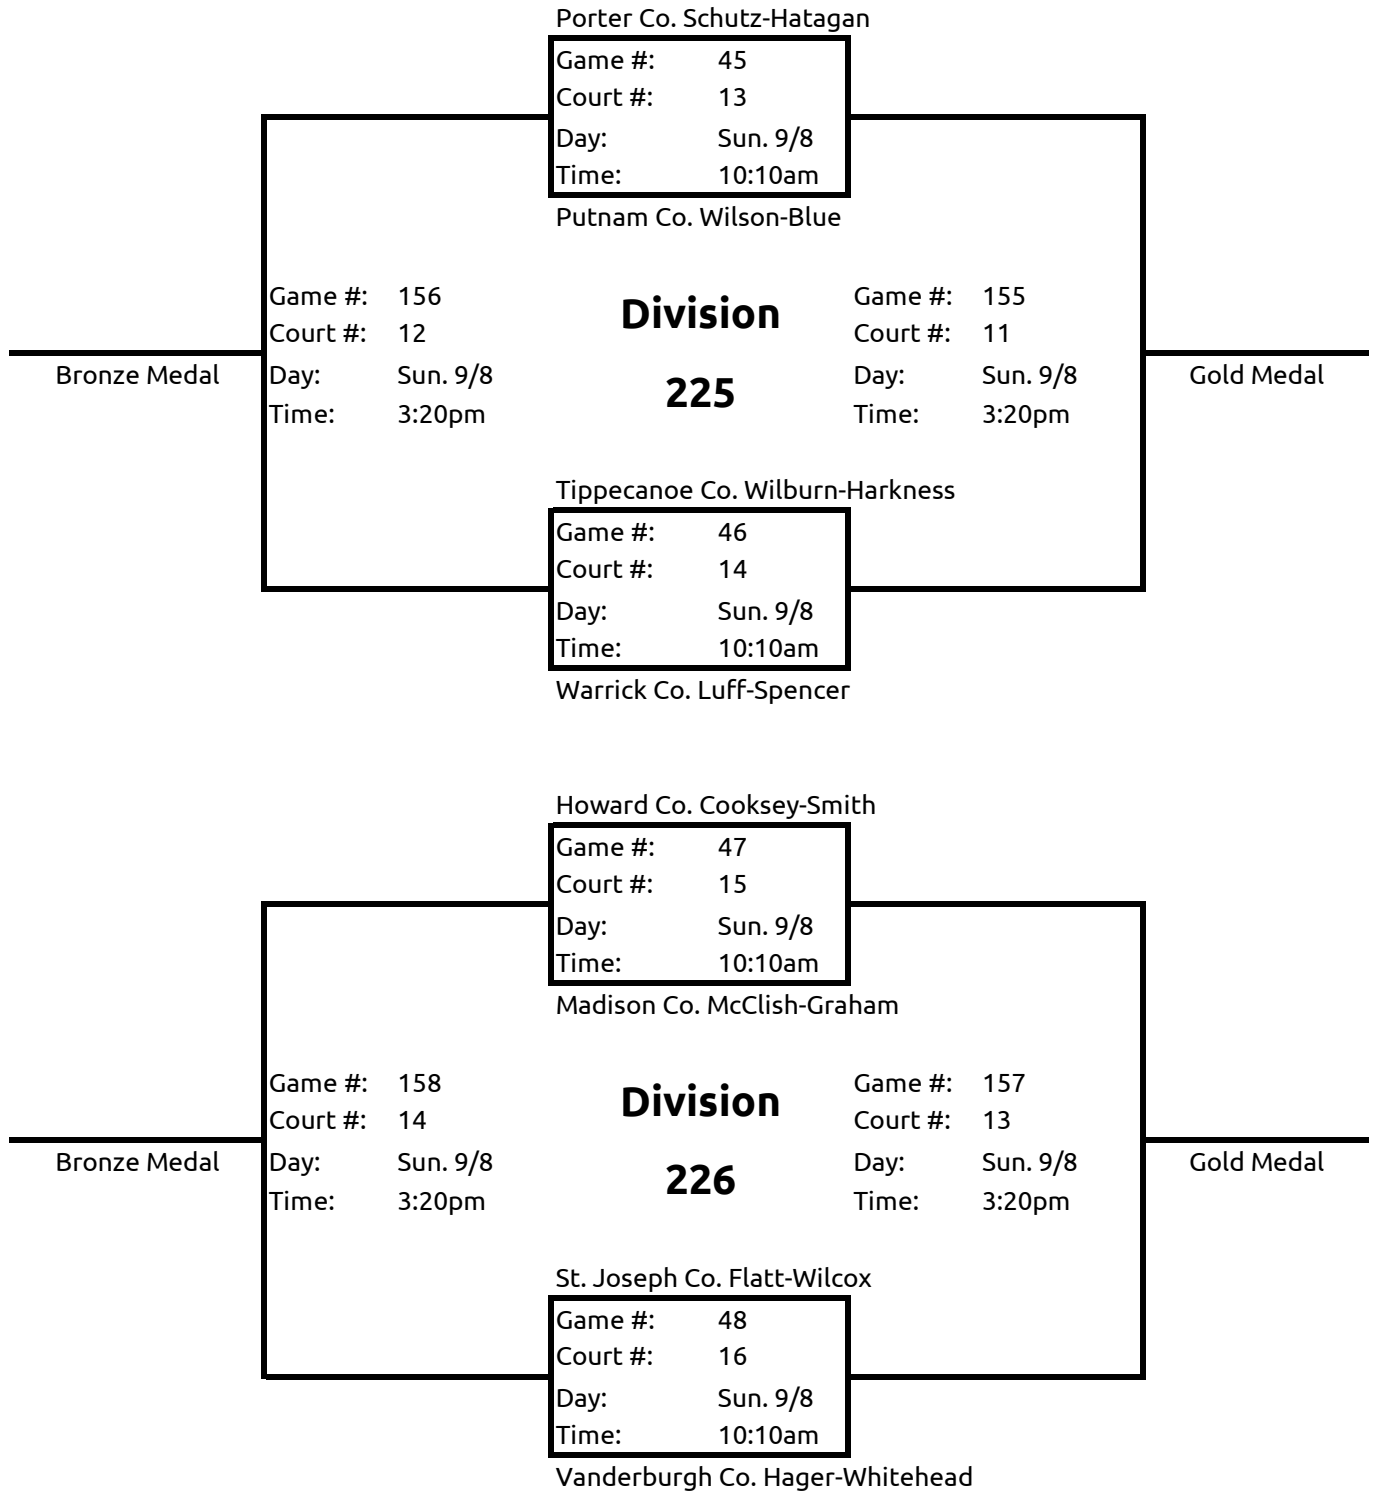 Porter Co. Schutz-Hatagan
Game #: 45
Court #: 13
Day: Sun. 9/8
Time: 10:10am
Putnam Co. Wilson-Blue
Game #: 156
Court #: 12
Day: Sun. 9/8
Time: 3:20pm
Bronze Medal
Division
225
Game #: 155
Court #: 11
Day: Sun. 9/8
Time: 3:20pm
Gold Medal
Tippecanoe Co. Wilburn-Harkness
Game #: 46
Court #: 14
Day: Sun. 9/8
Time: 10:10am
Warrick Co. Luff-Spencer
Howard Co. Cooksey-Smith
Game #: 47
Court #: 15
Day: Sun. 9/8
Time: 10:10am
Madison Co. McClish-Graham
Game #: 158
Court #: 14
Day: Sun. 9/8
Time: 3:20pm
Bronze Medal
Division
226
Game #: 157
Court #: 13
Day: Sun. 9/8
Time: 3:20pm
Gold Medal
St. Joseph Co. Flatt-Wilcox
Game #: 48
Court #: 16
Day: Sun. 9/8
Time: 10:10am
Vanderburgh Co. Hager-Whitehead